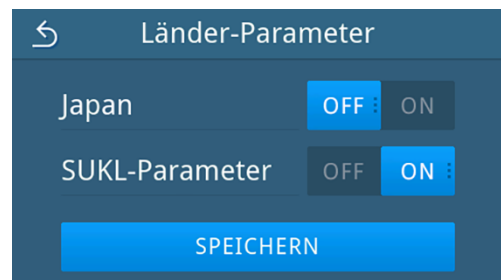 Länder-Parameter
Japan OFF ON
SUKL-Parameter OFF ON
SPEICHERN